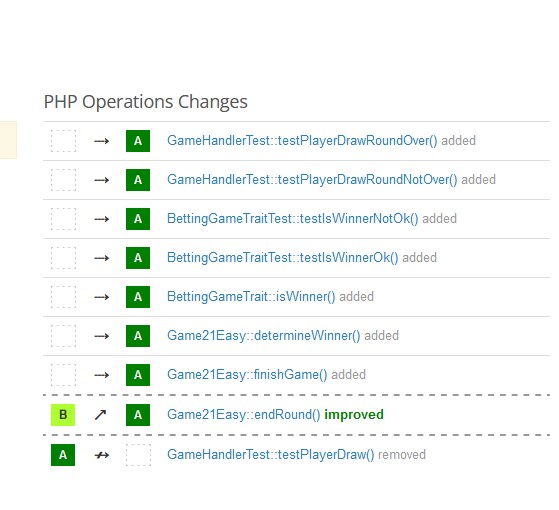 PHP Operations Changes
A GameHandlerTest::testPlayerDrawRoundOver() added
A GameHandlerTest::testPlayerDrawRoundNotOver() added
A BettingGameTraitTest::testIsWinnerNotOk() added
A BettingGameTraitTest::testIsWinnerOk() added
A BettingGameTrait::isWinner() added
A Game21Easy::determineWinner() added
A Game21Easy::finishGame() added
B A Game21Easy::endRound() improved
A GameHandlerTest::testPlayerDraw() removed